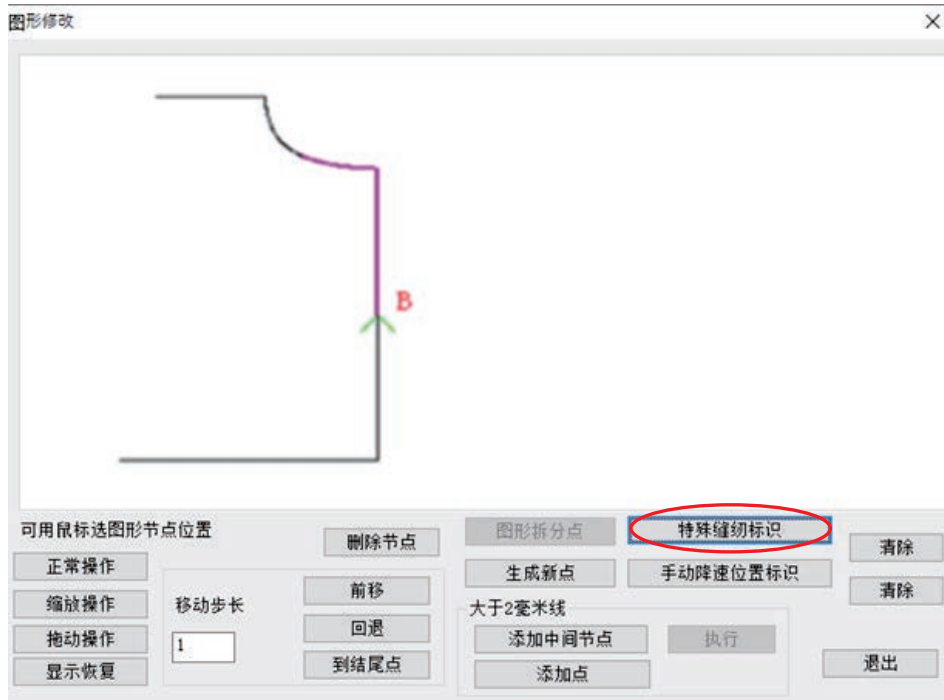 图形修改
B
可用鼠标选图形节点位置
正常操作
缩放操作
拖动操作
显示恢复
移动步长
1
删除节点
前移
回退
到结尾点
图形拆分点
特殊缝纫标识
清除
生成新点
手动降速位置标识
清除
大于2毫米线
添加中间节点
执行
添加点
退出